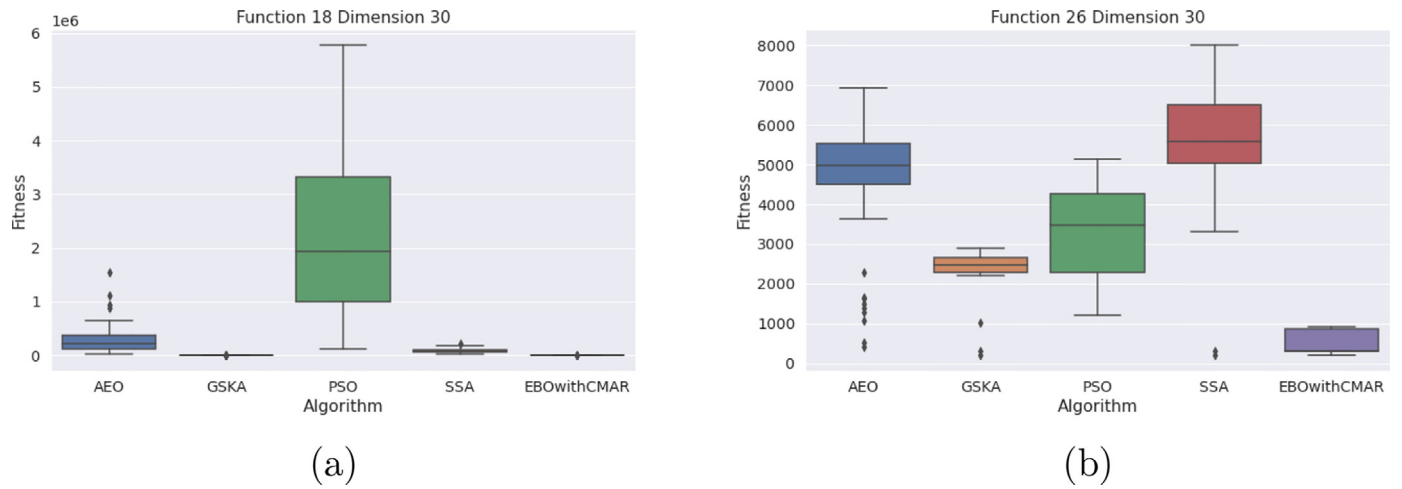 Function 18 Dimension 30
1e6
6
5
4
3
2
1
0
Fitness
AEO GSKA PSO SSA EBOwithCMAR
Algorithm
(a)
Function 26 Dimension 30
8000
7000
6000
5000
4000
3000
2000
1000
0
Fitness
AEO GSKA PSO SSA EBOwithCMAR
Algorithm
(b)